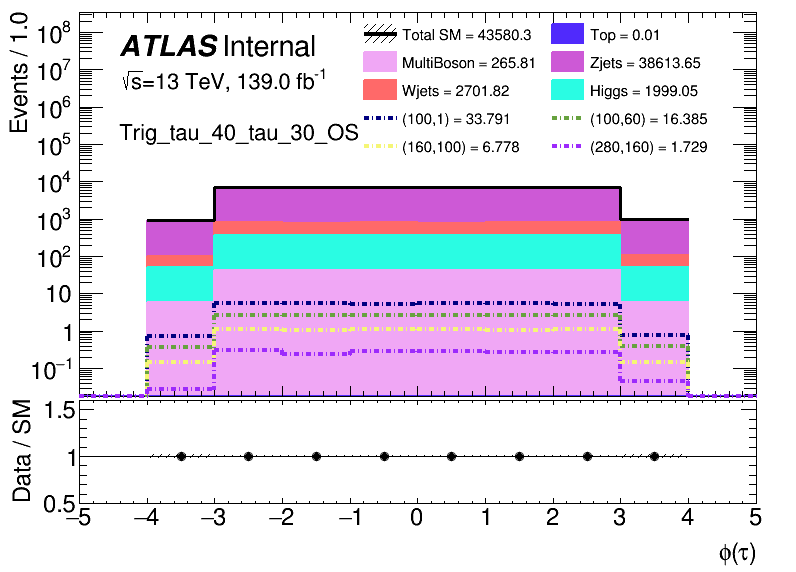 ATLAS Internal
√s=13 TeV, 139.0 fb⁻¹
Trig_tau_40_tau_30_OS
Total SM = 43580.3
Top = 0.01
MultiBoson = 265.81
Zjets = 38613.65
Wjets = 2701.82
Higgs = 1999.05
(100,1) = 33.791
(100,60) = 16.385
(160,100) = 6.778
(280,160) = 1.729
Events / 1.0
10⁸
10⁷
10⁶
10⁵
10⁴
10³
10²
10
1
10⁻¹
Data / SM
1.5
1
0.5
−5 −4 −3 −2 −1 0 1 2 3 4 5
ϕ(τ)